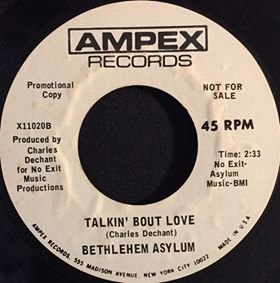 AMPEX
RECORDS
Promotional
Copy
NOT FOR
SALE
X11020B
45 RPM
Produced by
Charles
Dechant
for No Exit
Music
Productions
Time: 2:33
No Exit-
Asylum
Music-BMI
TALKIN' BOUT LOVE
(Charles Dechant)
BETHLEHEM ASYLUM
AMPEX RECORDS, 555 MADISON AVENUE, NEW YORK CITY 10022 · MADE IN U.S.A.